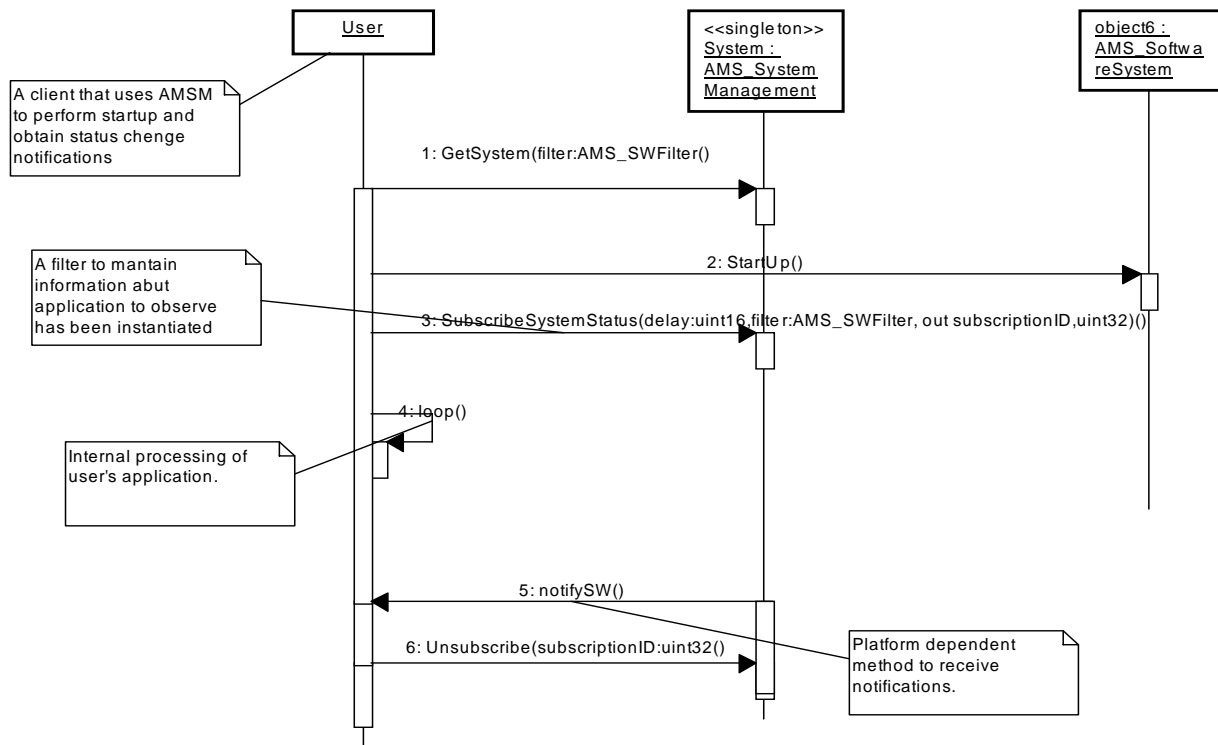 User
<<singleton>>
System :
AMS_System
Management
object6 :
AMS_Softwa
reSystem
A client that uses AMSM
to perform startup and
obtain status chenge
notifications
1: GetSystem(filter:AMS_SWFilter()
A filter to mantain
information abut
application to observe
has been instantiated
2: StartUp()
3: SubscribeSystemStatus(delay:uint16,filter:AMS_SWFilter, out subscriptionID,uint32)()
4: loop()
Internal processing of
user's application.
5: notifySW()
6: Unsubscribe(subscriptionID:uint32()
Platform dependent
method to receive
notifications.